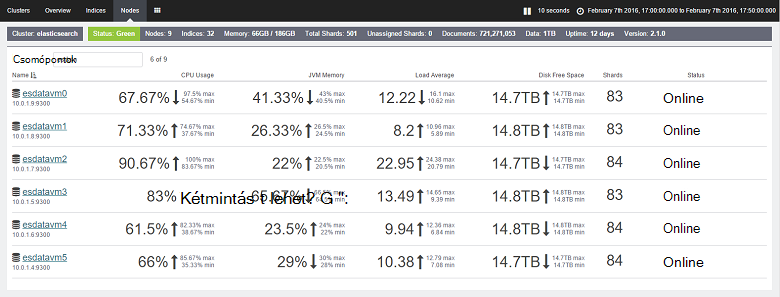 Clusters Overview Indices Nodes 10 seconds February 7th 2016, 17:00:00.000 to February 7th 2016, 17:50:00.000
Cluster: elasticsearch Status: Green Nodes: 9 Indices: 32 Memory: 66GB / 186GB Total Shards: 501 Unassigned Shards: 0 Documents: 721,271,053 Data: 1TB Uptime: 12 days Version: 2.1.0
Csomópontok 6 of 9
Name CPU Usage JVM Memory Load Average Disk Free Space Shards Status
esdatavm0 67.67% 97.5% max 41.33% 43% max 12.22 16.1 max 14.7TB 14.7TB max 83 Online
10.0.1.9:9300 54.67% min 40.5% min 10.62 min 14.7TB min
esdatavm1 71.33% 74.67% max 26.33% 26.5% max 8.2 10.96 max 14.8TB 14.8TB max 83 Online
10.0.1.8:9300 37.67% min 24.5% min 5.89 min 14.7TB min
esdatavm2 90.67% 100% max 22% 22.5% max 22.95 24.38 max 14.7TB 14.7TB max 84 Online
10.0.1.7:9300 83.67% min 20.5% min 20.79 min 14.7TB min
esdatavm3 83% 65.67% max 13.49 14.65 max 14.8TB 14.8TB max 83 Online
Kétmintás t lehet? G ":
10.0.1.5:9300 min 9.39 min 14.7TB min
esdatavm4 61.5% 82.33% max 23.5% 24% max 9.94 12.36 max 14.8TB 14.8TB max 84 Online
10.0.1.6:9300 38.67% min 22% min 6.84 min 14.7TB min
esdatavm5 66% 85.67% max 29% 30% max 10.38 12.79 max 14.7TB 14.7TB max 84 Online
10.0.1.4:9300 35.33% min 28% min 7.08 min 14.7TB min